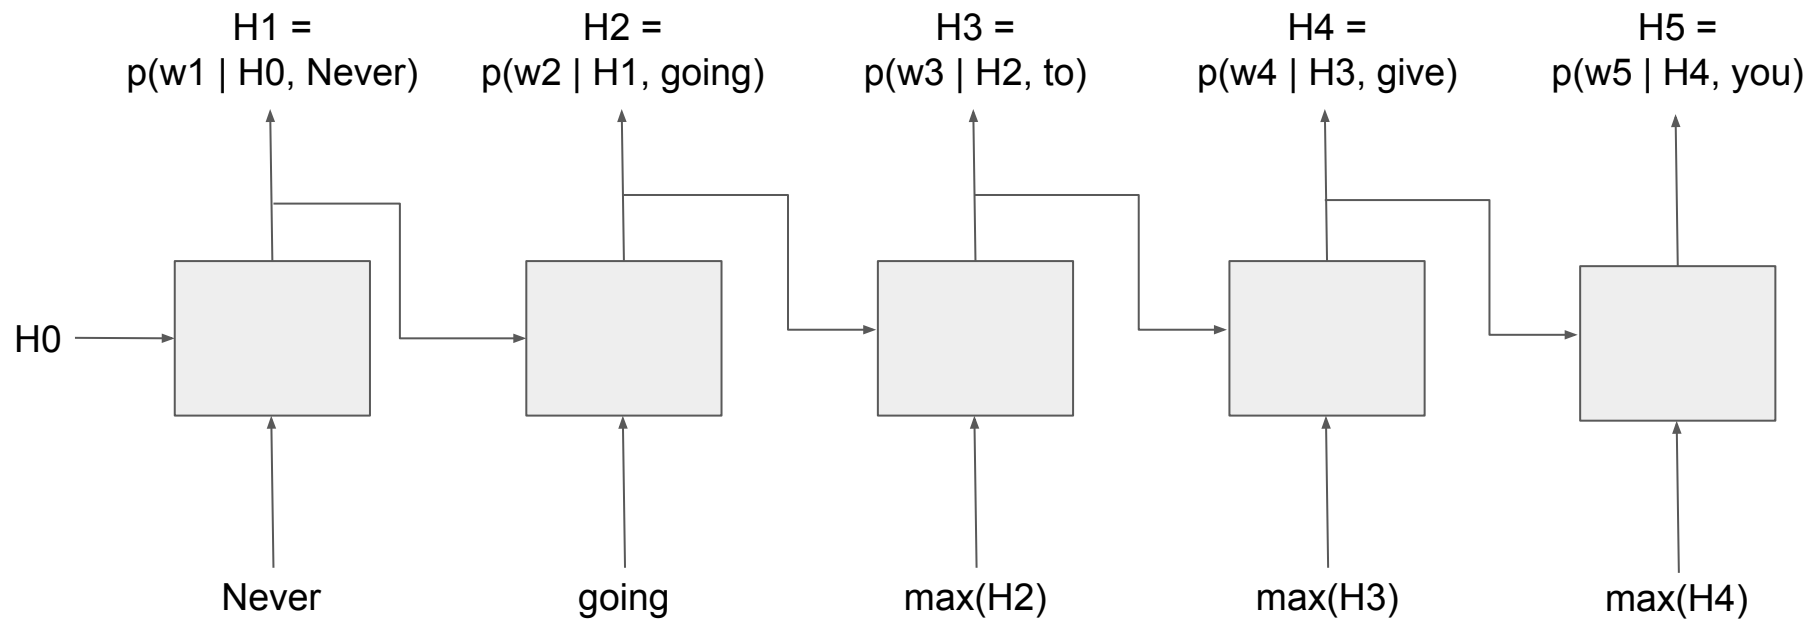 H1 =
p(w1 | H0, Never)
H2 =
p(w2 | H1, going)
H3 =
p(w3 | H2, to)
H4 =
p(w4 | H3, give)
H5 =
p(w5 | H4, you)
H0
Never
going
max(H2)
max(H3)
max(H4)